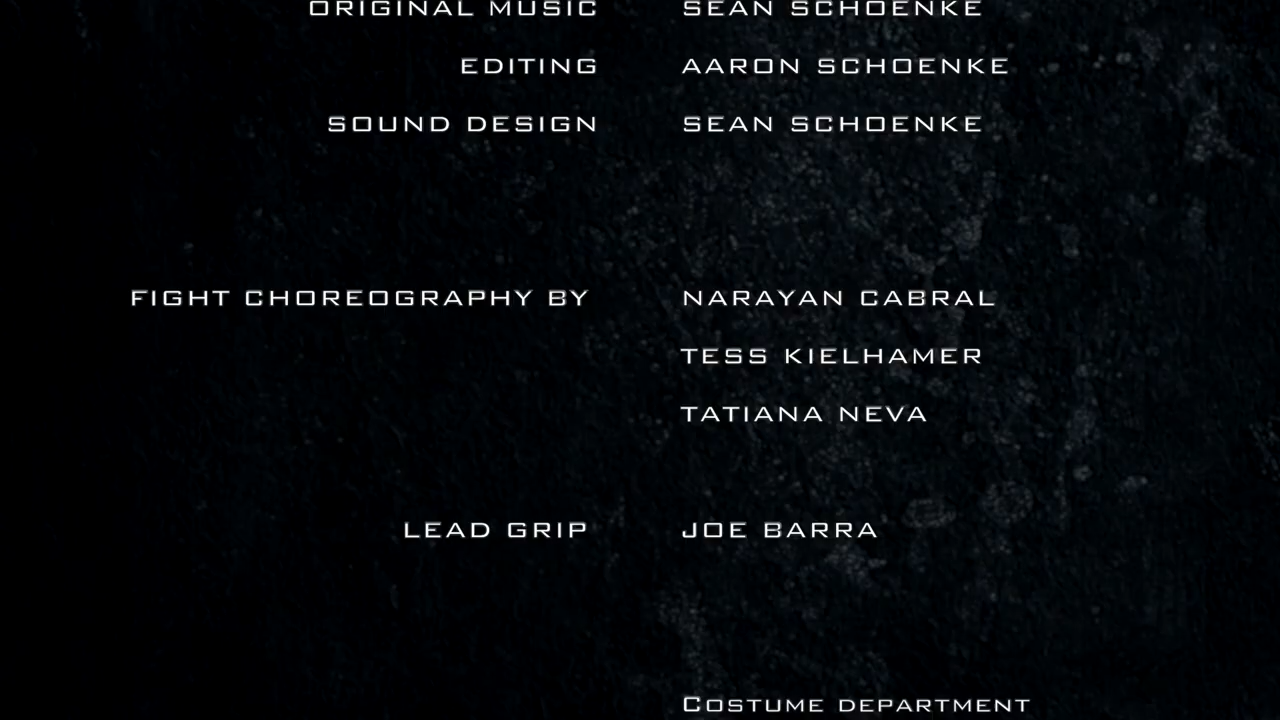 ORIGINAL MUSIC SEAN SCHOENKE
EDITING AARON SCHOENKE
SOUND DESIGN SEAN SCHOENKE
FIGHT CHOREOGRAPHY BY NARAYAN CABRAL
TESS KIELHAMER
TATIANA NEVA
LEAD GRIP JOE BARRA
COSTUME DEPARTMENT